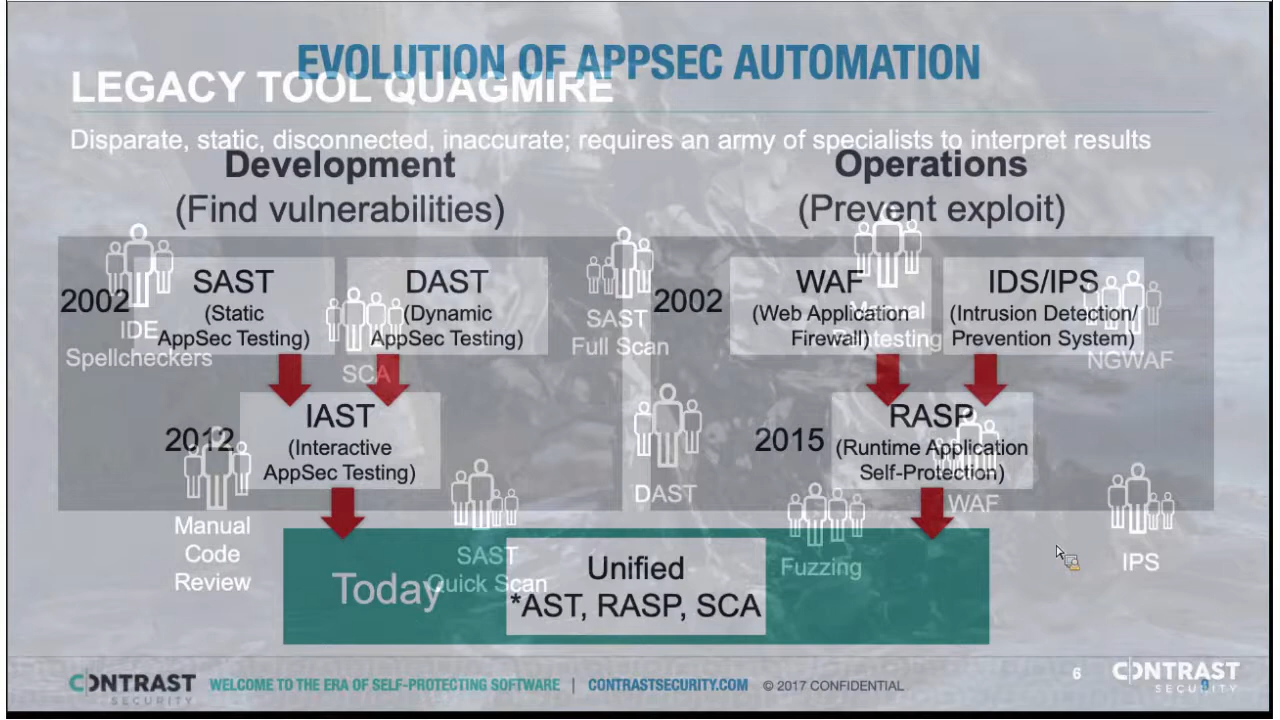 EVOLUTION OF APPSEC AUTOMATION
LEGACY TOOL QUAGMIRE
Disparate, static, disconnected, inaccurate; requires an army of specialists to interpret results
Development
(Find vulnerabilities)
Operations
(Prevent exploit)
2002
SAST
(Static
AppSec Testing)
DAST
(Dynamic
AppSec Testing)
IDE
Spellcheckers
SCA
SAST
Full Scan
2002
WAF
(Web Application
Firewall)
IDS/IPS
(Intrusion Detection/
Prevention System)
Manual
Pentesting
NGWAF
2012
IAST
(Interactive
AppSec Testing)
2015
RASP
(Runtime Application
Self-Protection)
DAST
WAF
Manual
Code
Review
SAST
Quick Scan
Fuzzing
IPS
Today
Unified
*AST, RASP, SCA
CONTRAST
SECURITY
WELCOME TO THE ERA OF SELF-PROTECTING SOFTWARE | CONTRASTSECURITY.COM © 2017 CONFIDENTIAL
6
CONTRAST
SECURITY